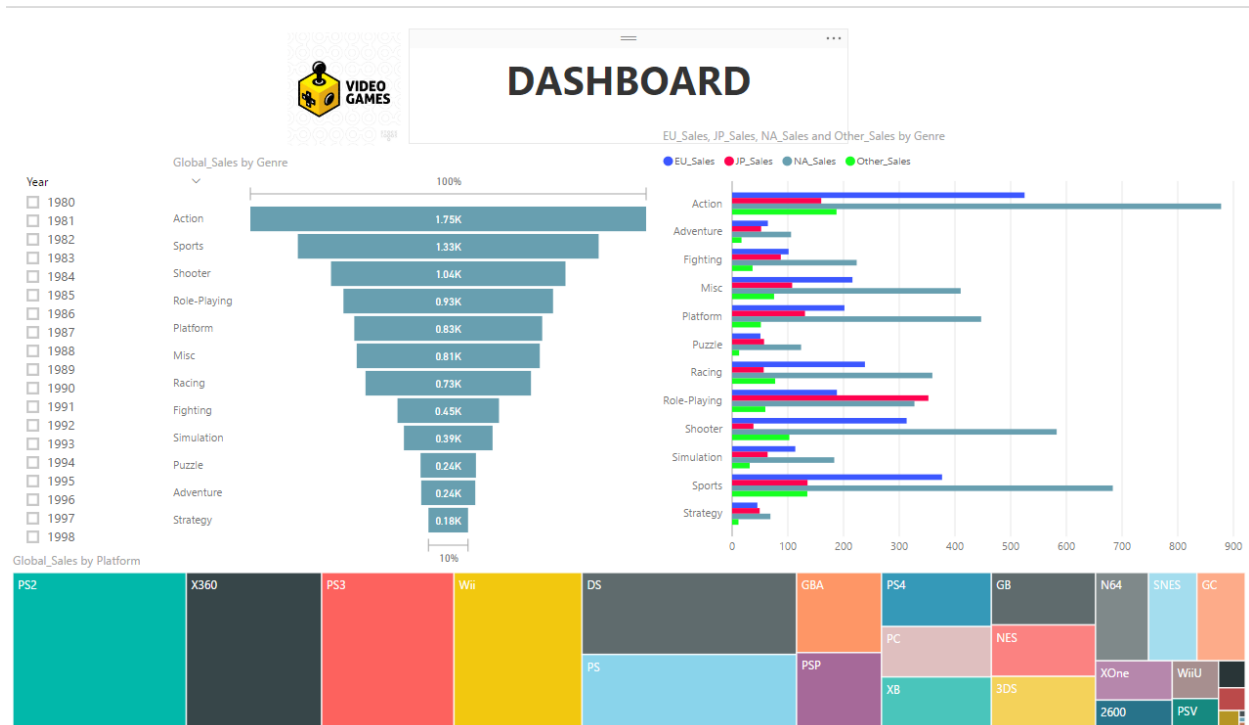 VIDEO
GAMES
DASHBOARD
EU_Sales, JP_Sales, NA_Sales and Other_Sales by Genre
EU_Sales JP_Sales NA_Sales Other_Sales
Global_Sales by Genre
Year
1980
1981
1982
1983
1984
1985
1986
1987
1988
1989
1990
1991
1992
1993
1994
1995
1996
1997
1998
100%
Action 1.75K
Sports 1.33K
Shooter 1.04K
Role-Playing 0.93K
Platform 0.83K
Misc 0.81K
Racing 0.73K
Fighting 0.45K
Simulation 0.39K
Puzzle 0.24K
Adventure 0.24K
Strategy 0.18K
10%
Action
Adventure
Fighting
Misc
Platform
Puzzle
Racing
Role-Playing
Shooter
Simulation
Sports
Strategy
0 100 200 300 400 500 600 700 800 900
Global_Sales by Platform
PS2 X360 PS3 Wii DS GBA PS4 GB N64 SNES GC
PC NES
PS PSP XOne WiiU
XB 3DS
2600 PSV